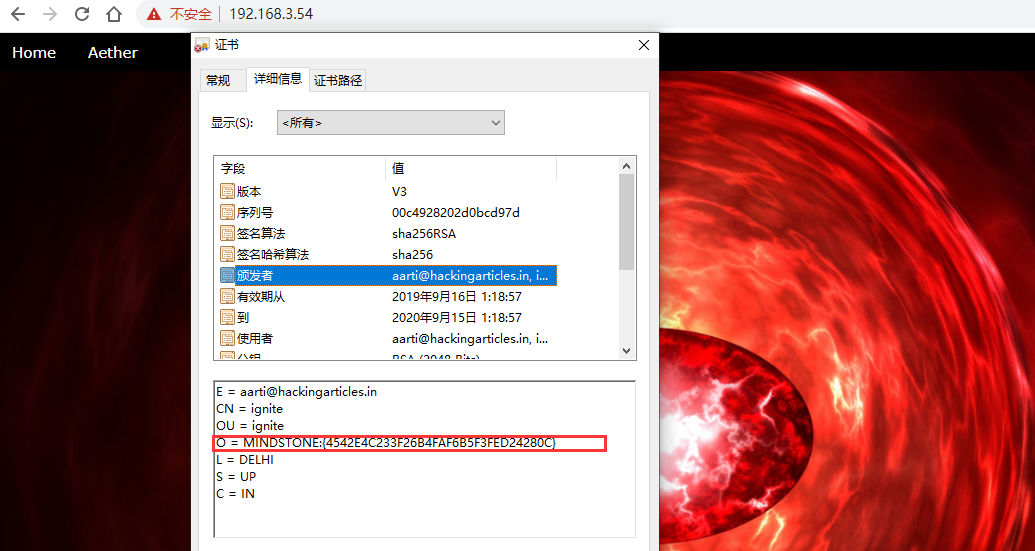 不安全 192.168.3.54
Home Aether
证书
常规 详细信息 证书路径
显示(S): <所有>
字段 值
版本 V3
序列号 00c4928202d0bcd97d
签名算法 sha256RSA
签名哈希算法 sha256
颁发者 aarti@hackingarticles.in, i...
有效期从 2019年9月16日 1:18:57
到 2020年9月15日 1:18:57
使用者 aarti@hackingarticles.in, i...
公钥 RSA (2048 Bits)
E = aarti@hackingarticles.in
CN = ignite
OU = ignite
O = MINDSTONE:{4542E4C233F26B4FAF6B5F3FED24280C}
L = DELHI
S = UP
C = IN